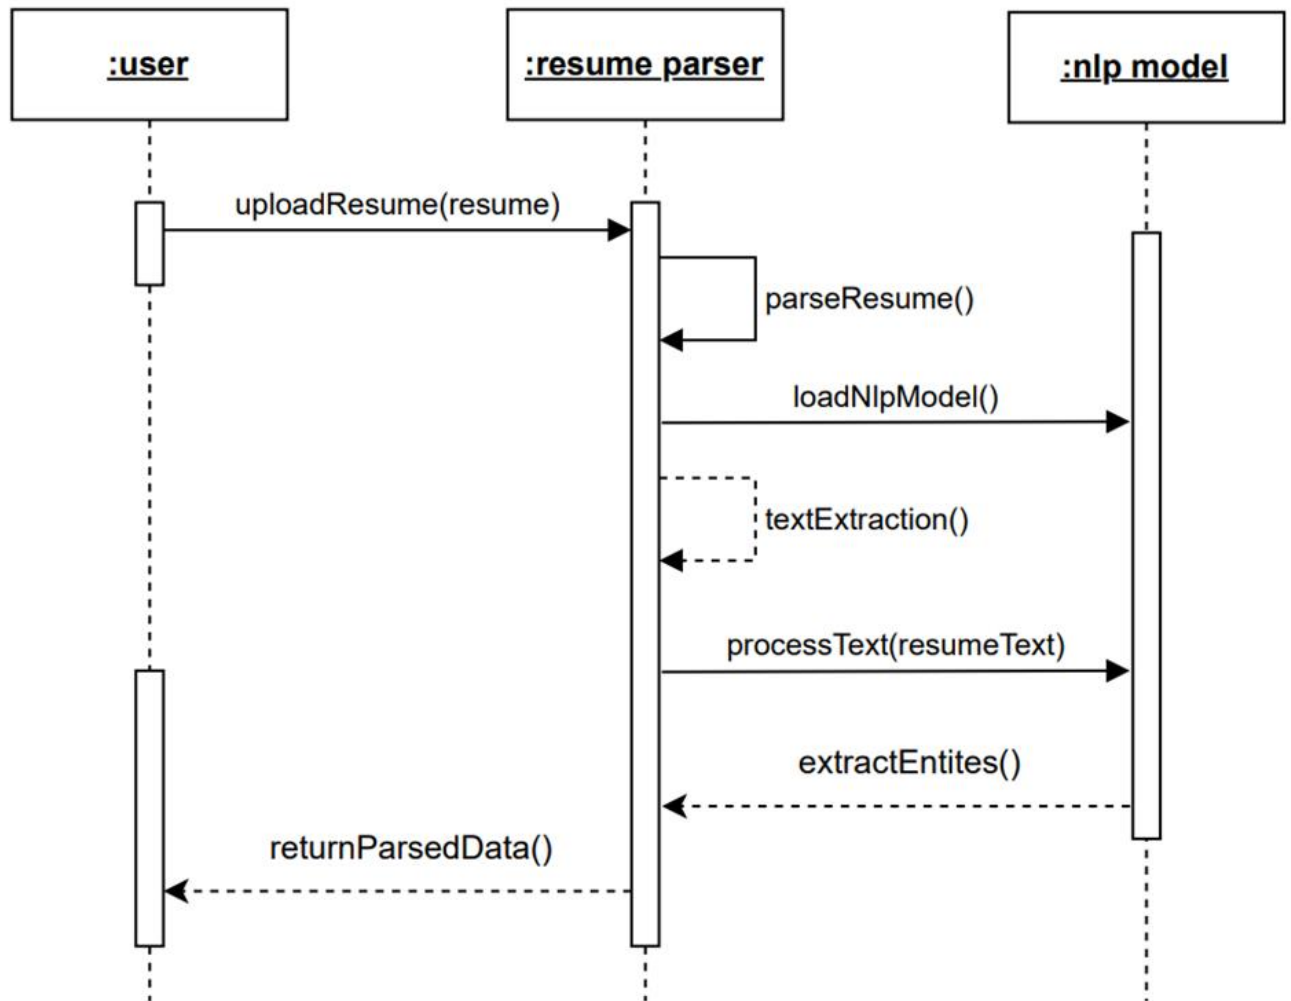 :user
:resume parser
:nlp model
uploadResume(resume)
parseResume()
loadNlpModel()
textExtraction()
processText(resumeText)
extractEntites()
returnParsedData()